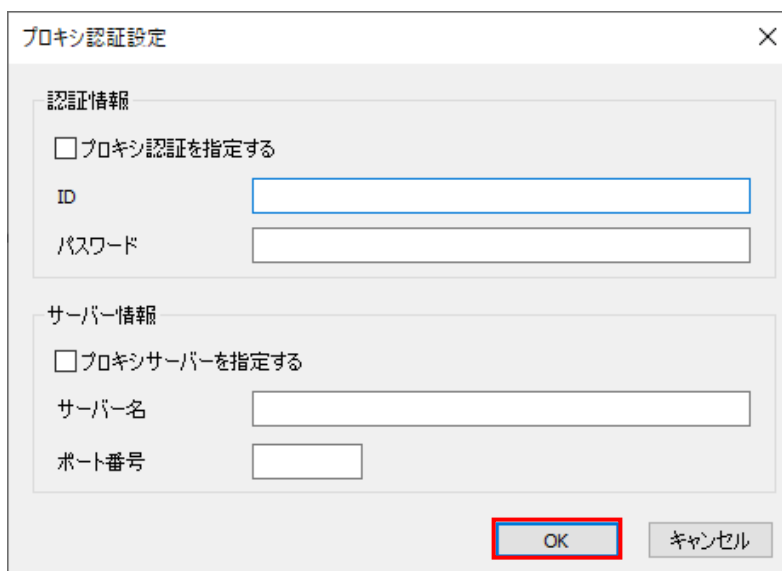 プロキシ認証設定
認証情報
プロキシ認証を指定する
ID
パスワード
サーバー情報
プロキシサーバーを指定する
サーバー名
ポート番号
OK キャンセル